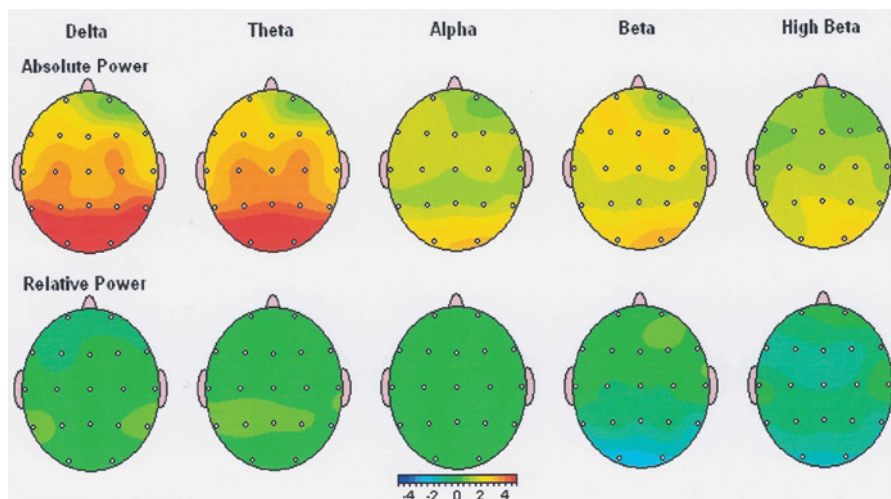 Delta Theta Alpha Beta High Beta
Absolute Power
Relative Power
-4 -2 0 2 4